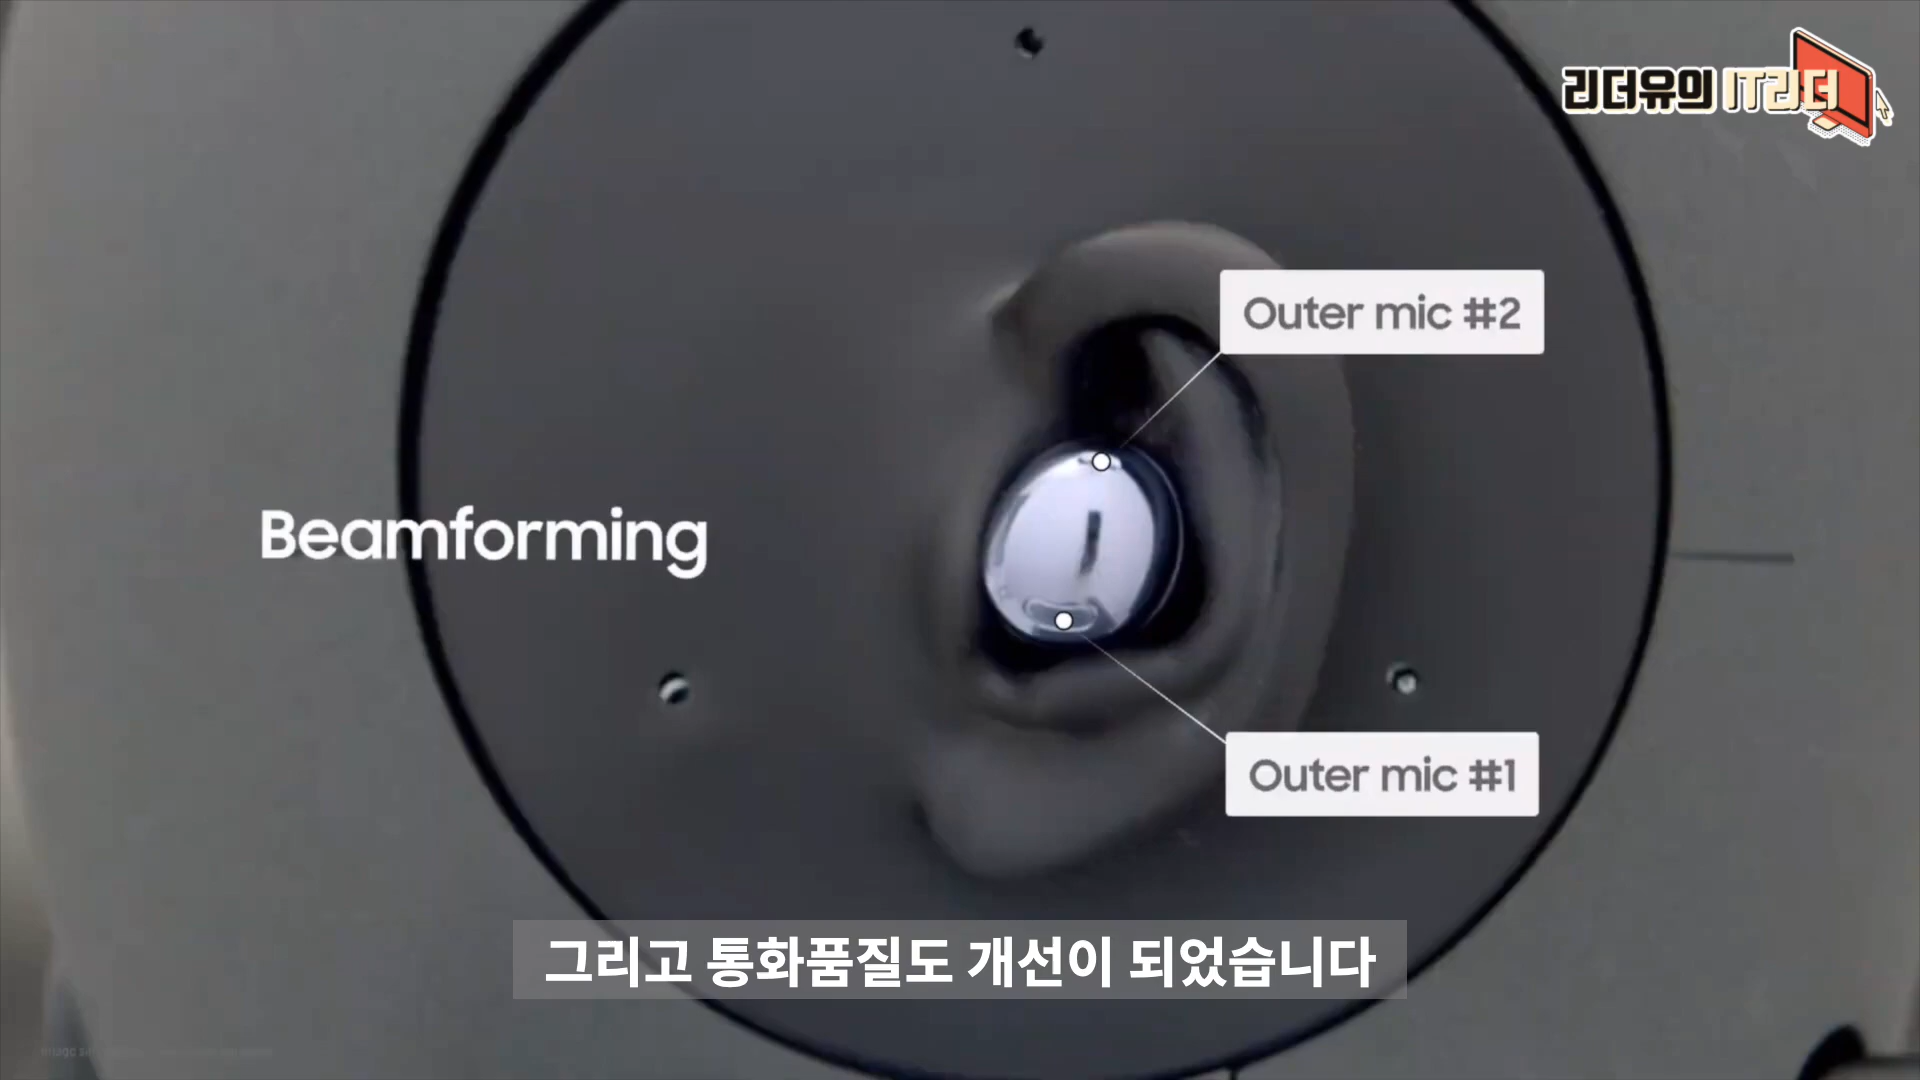 리더유의 IT리더
Outer mic #2
Beamforming
Outer mic #1
그리고 통화품질도 개선이 되었습니다